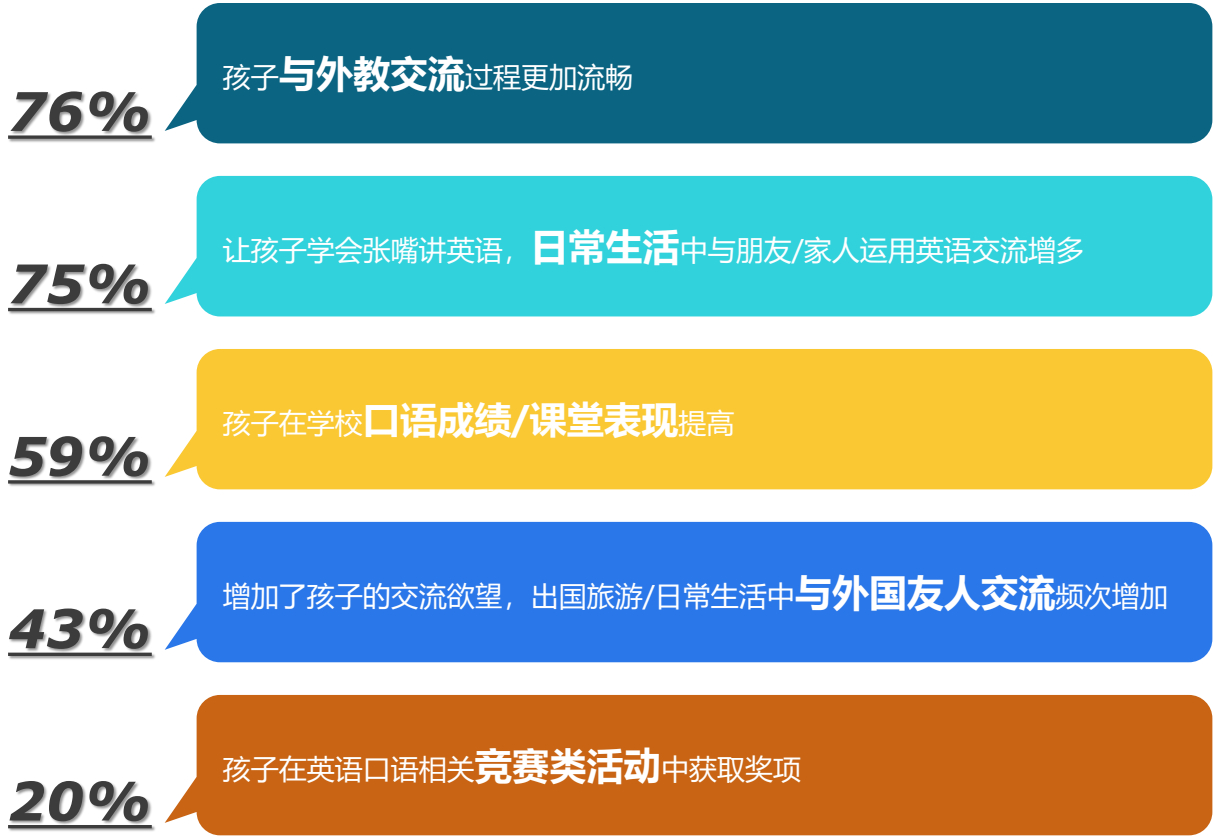 76%
孩子与外教交流过程更加流畅
75%
让孩子学会张嘴讲英语，日常生活中与朋友/家人运用英语交流增多
59%
孩子在学校口语成绩/课堂表现提高
43%
增加了孩子的交流欲望，出国旅游/日常生活中与外国友人交流频次增加
20%
孩子在英语口语相关竞赛类活动中获取奖项